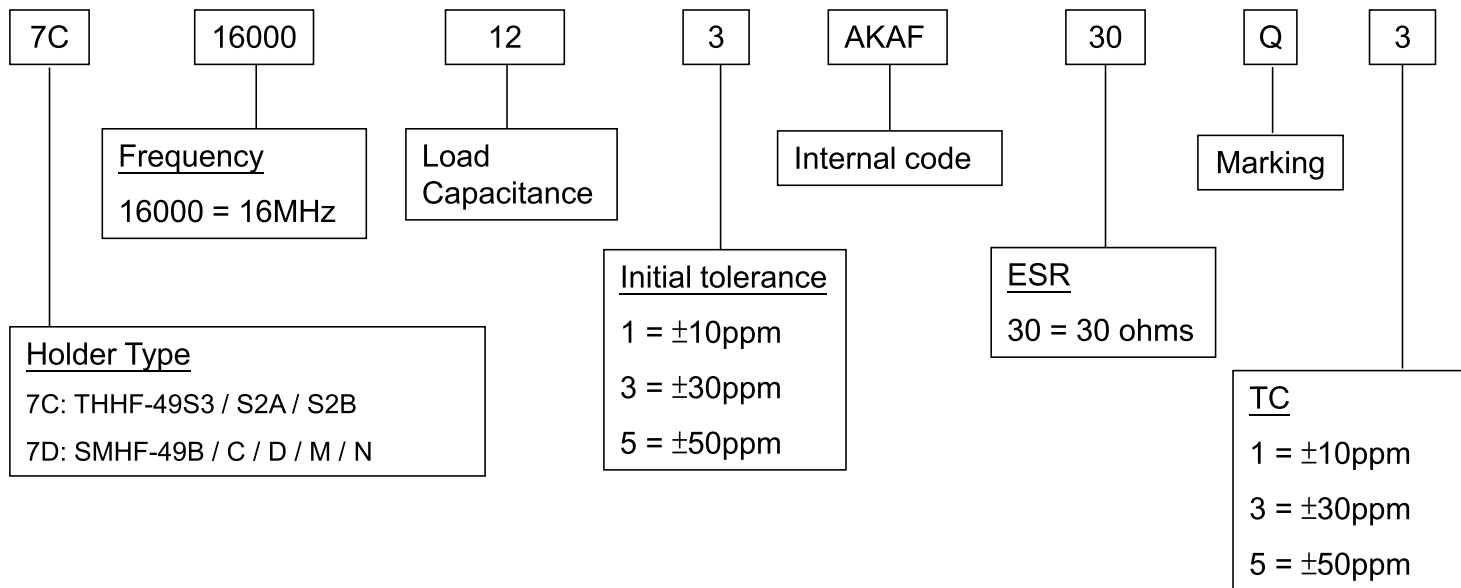 7C 16000 12 3 AKAF 30 Q 3
Frequency
16000 = 16MHz
Load
Capacitance
Internal code
Marking
Initial tolerance
1 = ±10ppm
3 = ±30ppm
5 = ±50ppm
ESR
30 = 30 ohms
Holder Type
7C: THHF-49S3 / S2A / S2B
7D: SMHF-49B / C / D / M / N
TC
1 = ±10ppm
3 = ±30ppm
5 = ±50ppm